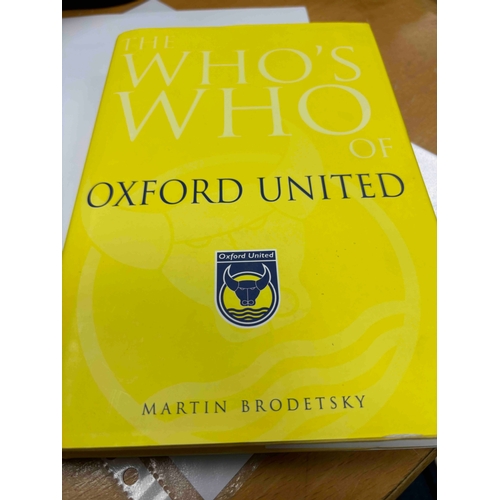 THE
WHO'S
WHO
OF
OXFORD UNITED
Oxford United
MARTIN BRODETSKY